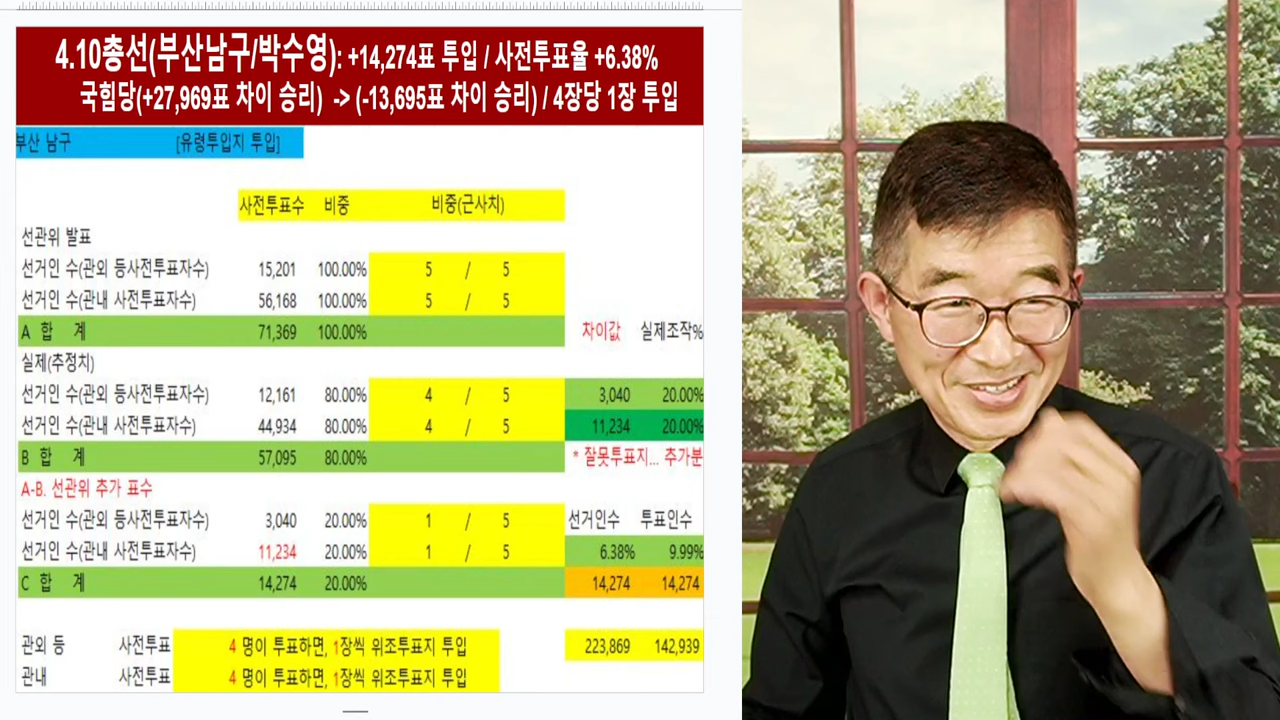 4.10총선(부산남구/박수영): +14,274표 투입 / 사전투표율 +6.38%
국힘당(+27,969표 차이 승리) -> (-13,695표 차이 승리) / 4장당 1장 투입
부산 남구 [유령투입지 투입]
사전투표수 비중 비중(근사치)
선관위 발표
선거인 수(관외 등사전투표자수) 15,201 100.00% 5 / 5
선거인 수(관내 사전투표자수) 56,168 100.00% 5 / 5
A 합 계 71,369 100.00% 차이값 실제조작%
실제(추정치)
선거인 수(관외 등사전투표자수) 12,161 80.00% 4 / 5 3,040 20.00%
선거인 수(관내 사전투표자수) 44,934 80.00% 4 / 5 11,234 20.00%
B 합 계 57,095 80.00% * 잘못투표지... 추가분
A-B. 선관위 추가 표수
선거인 수(관외 등사전투표자수) 3,040 20.00% 1 / 5 선거인수 투표인수
선거인 수(관내 사전투표자수) 11,234 20.00% 1 / 5 6.38% 9.99%
C 합 계 14,274 20.00% 14,274 14,274
관외 등 사전투표 4 명이 투표하면, 1장씩 위조투표지 투입 223,869 142,939
관내 사전투표 4 명이 투표하면, 1장씩 위조투표지 투입